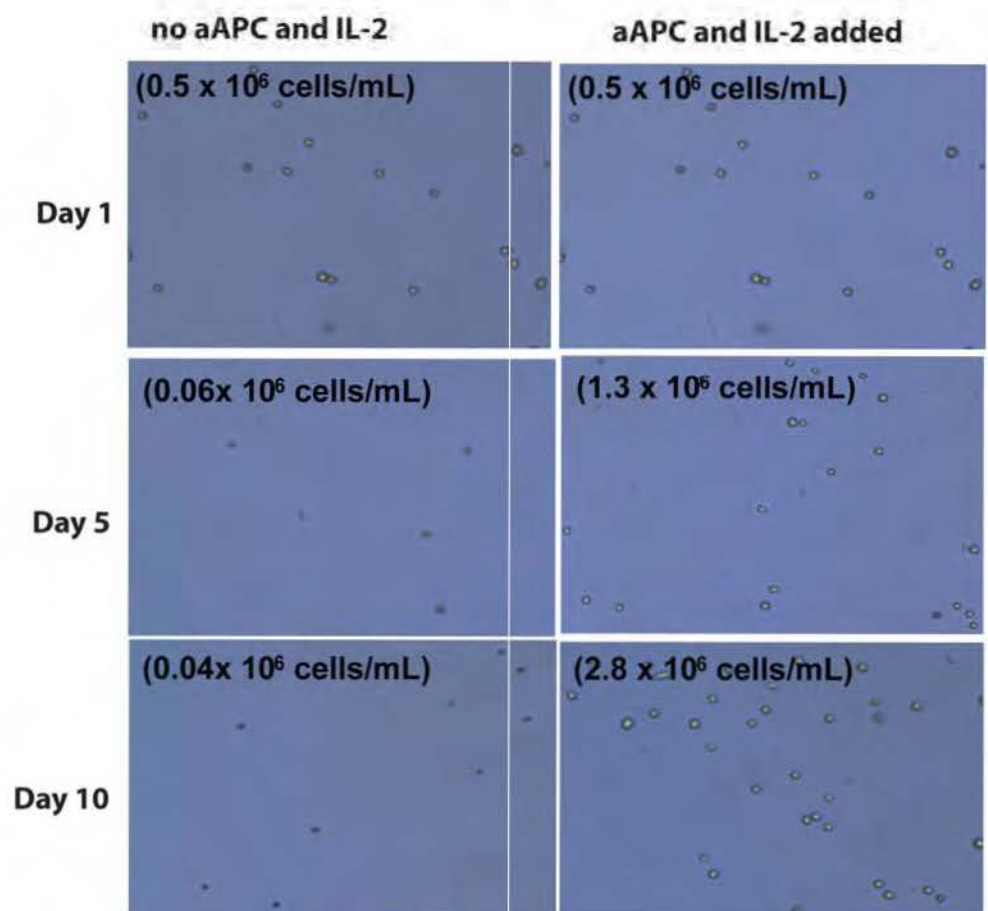 no aAPC and IL-2
aAPC and IL-2 added
Day 1
(0.5 x 10⁶ cells/mL)
(0.5 x 10⁶ cells/mL)
Day 5
(0.06x 10⁶ cells/mL)
(1.3 x 10⁶ cells/mL)
Day 10
(0.04x 10⁶ cells/mL)
(2.8 x 10⁶ cells/mL)